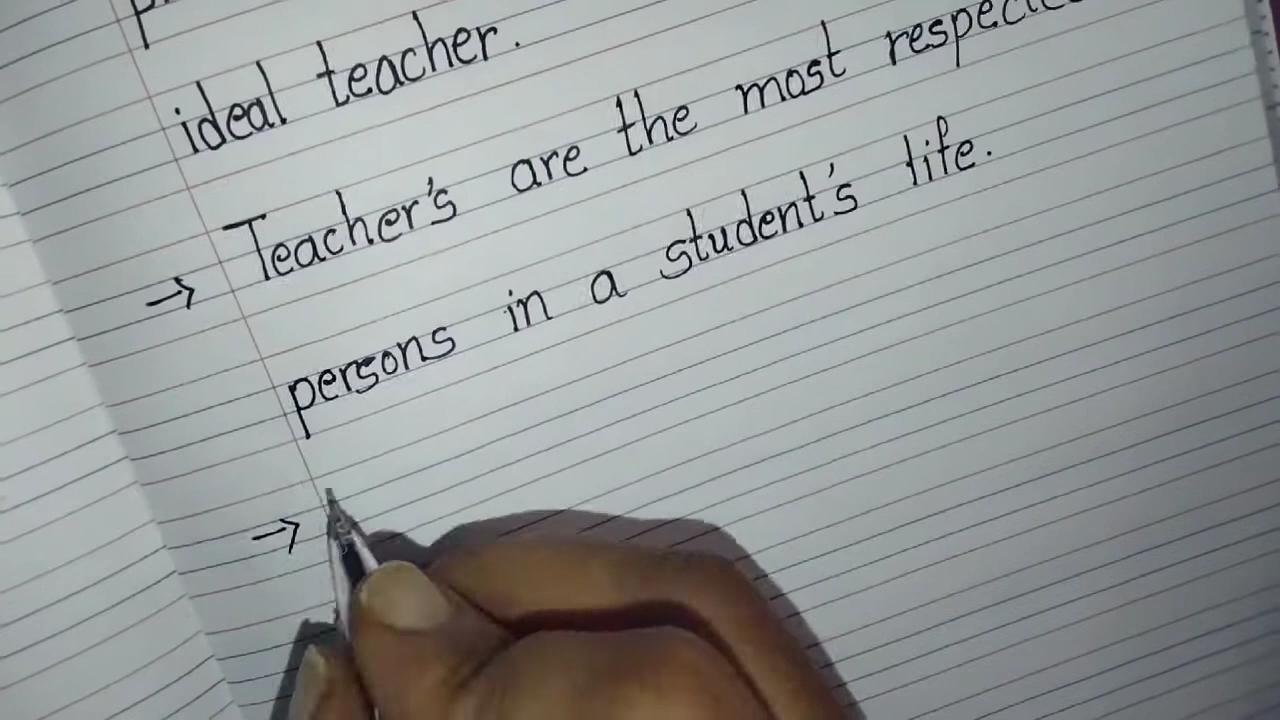 ideal teacher.
→ Teacher's are the most
persons in a student's life.
→